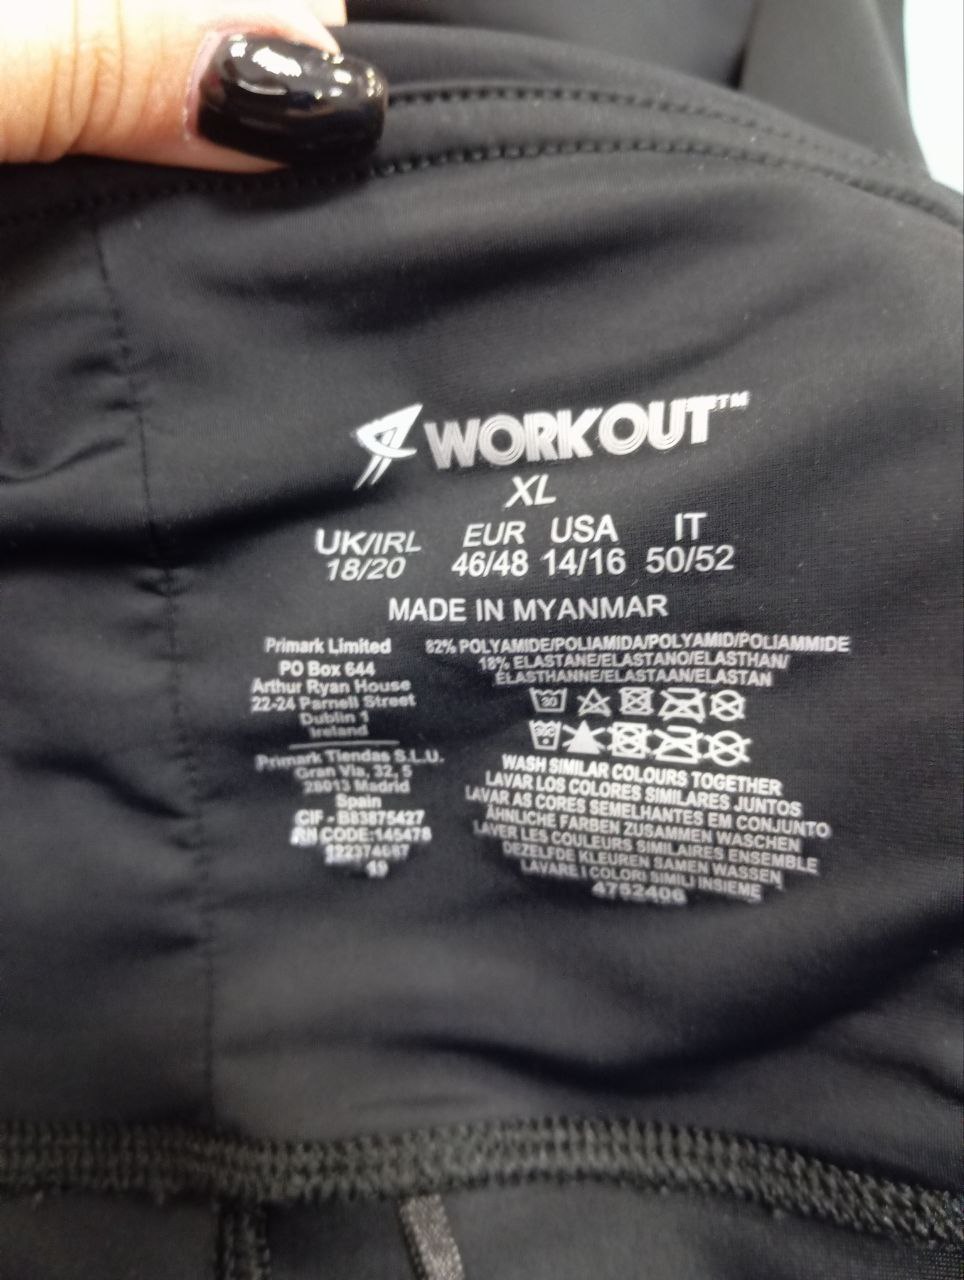 WORKOUT™
XL
UK/IRL EUR USA IT
18/20 46/48 14/16 50/52
MADE IN MYANMAR
Primark Limited
PO Box 644
Arthur Ryan House
22-24 Parnell Street
Dublin 1
Ireland
Primark Tiendas S.L.U.
Gran Via, 32, 5
28013 Madrid
Spain
CIF - B83875427
RN CODE:145478
19
82% POLYAMIDE/POLIAMIDA/POLYAMID/POLIAMMIDE
18% ELASTANE/ELASTANO/ELASTHAN/
ÉLASTHANNE/ELASTAAN/ELASTAN
30
WASH SIMILAR COLOURS TOGETHER
LAVAR LOS COLORES SIMILARES JUNTOS
LAVAR AS CORES SEMELHANTES EM CONJUNTO
ÄHNLICHE FARBEN ZUSAMMEN WASCHEN
LAVER LES COULEURS SIMILAIRES ENSEMBLE
DEZELFDE KLEUREN SAMEN WASSEN
LAVARE I COLORI SIMILI INSIEME
4752406